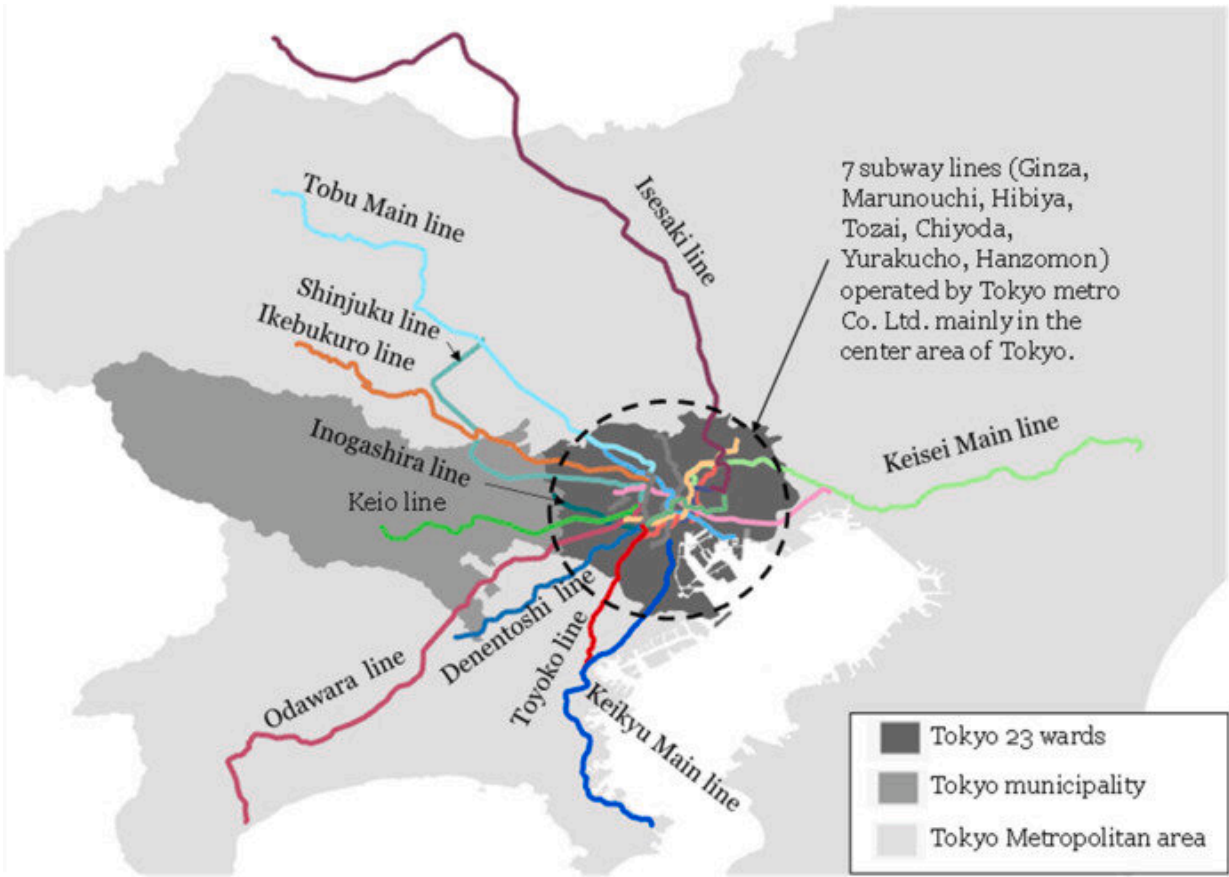 Isesaki line
Tobu Main line
Shinjuku line
Ikebukuro line
Inogashira line
Keio line
7 subway lines (Ginza,
Marunouchi, Hibiya,
Tozai, Chiyoda,
Yurakucho, Hanzomon)
operated by Tokyo metro
Co. Ltd. mainly in the
center area of Tokyo.
Keisei Main line
Denentoshi line
Odawara line
Toyoko line
Keikyu Main line
Tokyo 23 wards
Tokyo municipality
Tokyo Metropolitan area